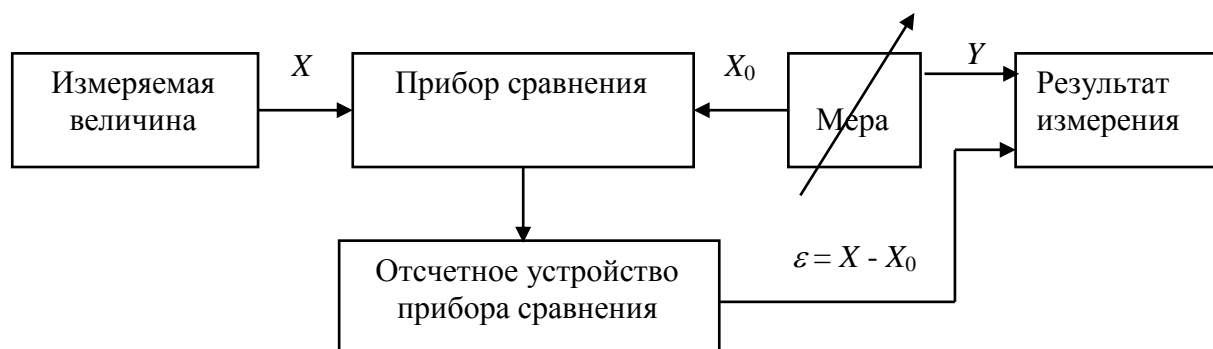 Измеряемая
величина
X
Прибор сравнения
X₀
Мера
Y
Результат
измерения
Отсчетное устройство
прибора сравнения
ε = X - X₀